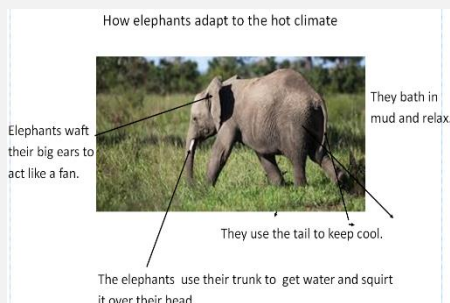 How elephants adapt to the hot climate
They bath in
mud and relax.
Elephants waft
their big ears to
act like a fan.
They use the tail to keep cool.
The elephants use their trunk to get water and squirt
it over their head